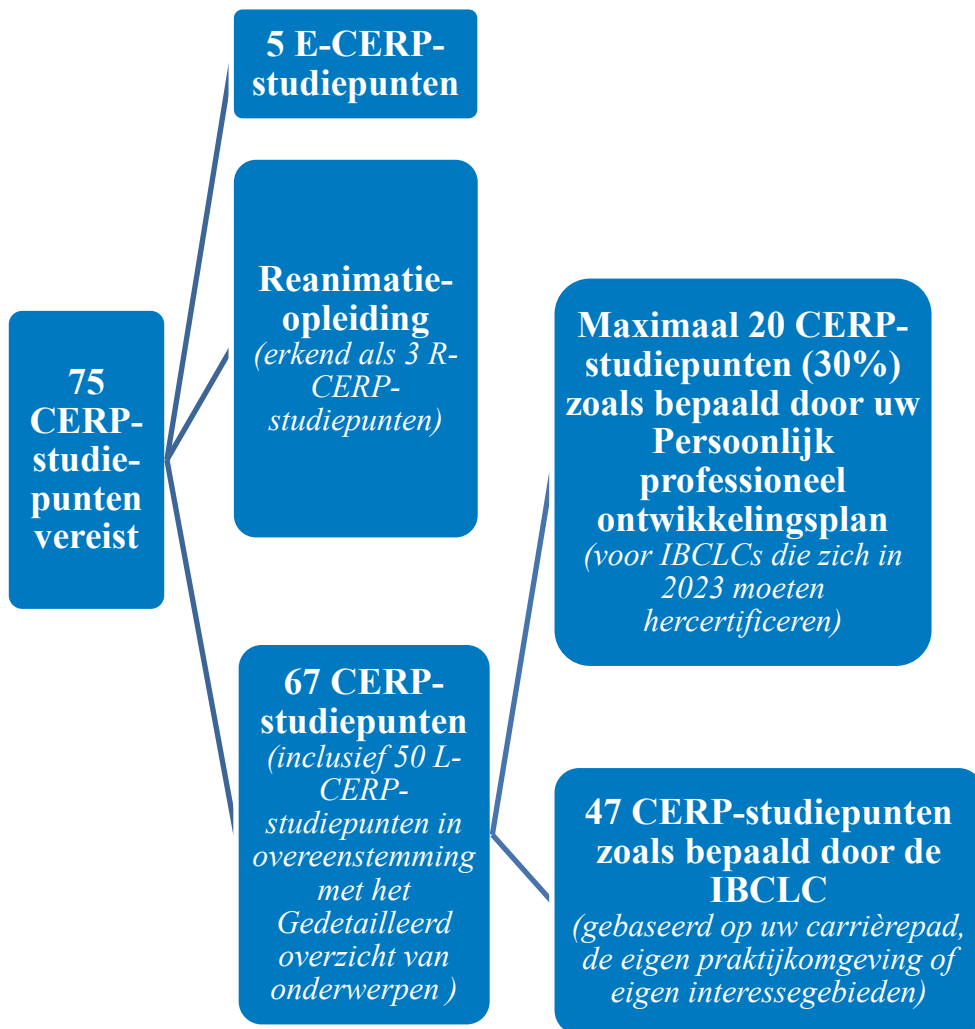 75
CERP-
studie-
punten
vereist
5 E-CERP-
studiepunten
Reanimatie-
opleiding
(erkend als 3 R-
CERP-
studiepunten)
67 CERP-
studiepunten
(inclusief 50 L-
CERP-
studiepunten in
overeenstemming
met het
Gedetailleerd
overzicht van
onderwerpen )
Maximaal 20 CERP-
studiepunten (30%)
zoals bepaald door uw
Persoonlijk
professioneel
ontwikkelingsplan
(voor IBCLCs die zich in
2023 moeten
hercertificeren)
47 CERP-studiepunten
zoals bepaald door de
IBCLC
(gebaseerd op uw carrièrepad,
de eigen praktijkomgeving of
eigen interessegebieden)